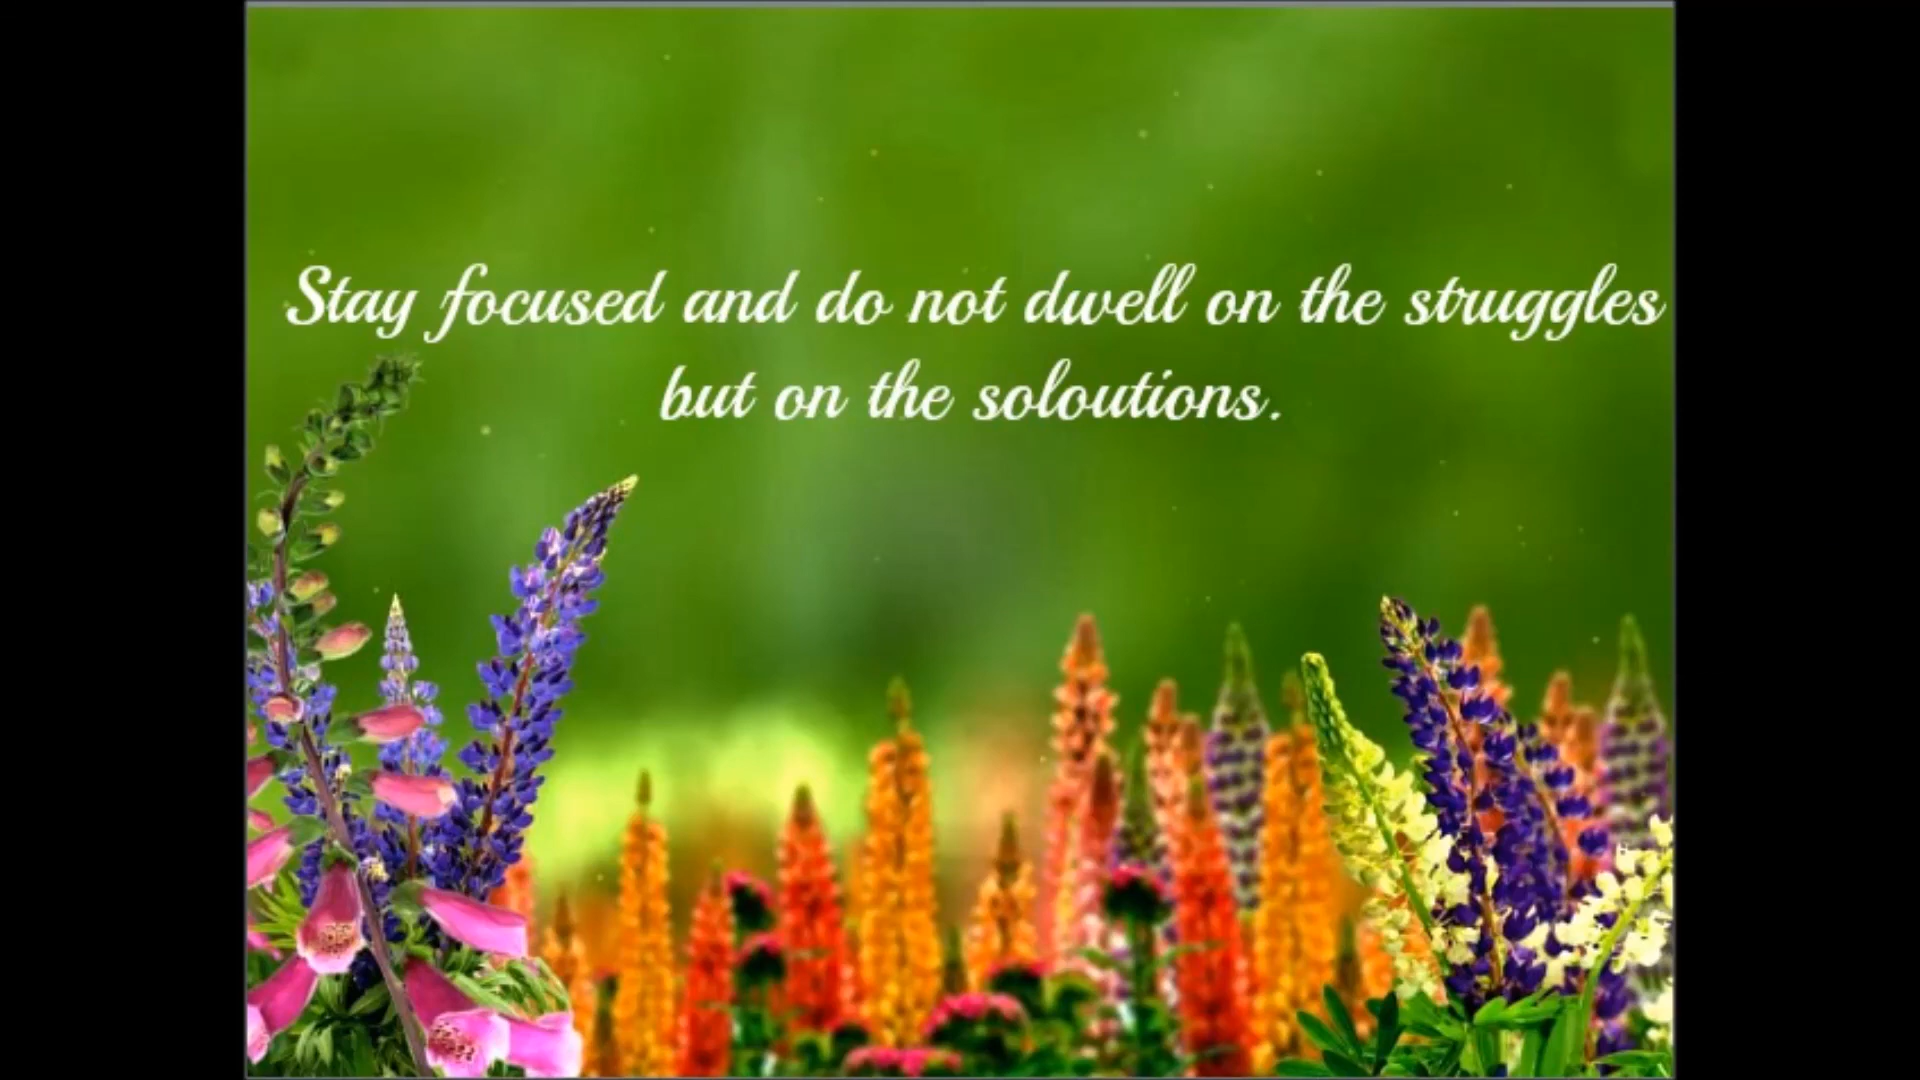 Stay focused and do not dwell on the struggles
but on the soloutions.